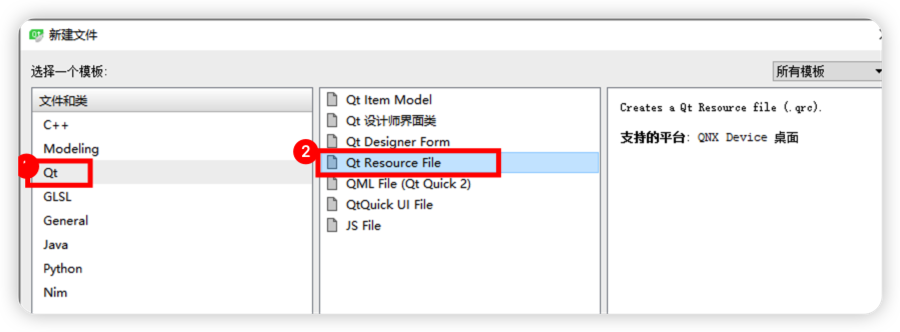 新建文件
选择一个模板:
所有模板
文件和类
C++
Modeling
1
Qt
GLSL
General
Java
Python
Nim
Qt Item Model
Qt 设计师界面类
Qt Designer Form
2
Qt Resource File
QML File (Qt Quick 2)
QtQuick UI File
JS File
Creates a Qt Resource file (.qrc).
支持的平台: QNX Device 桌面